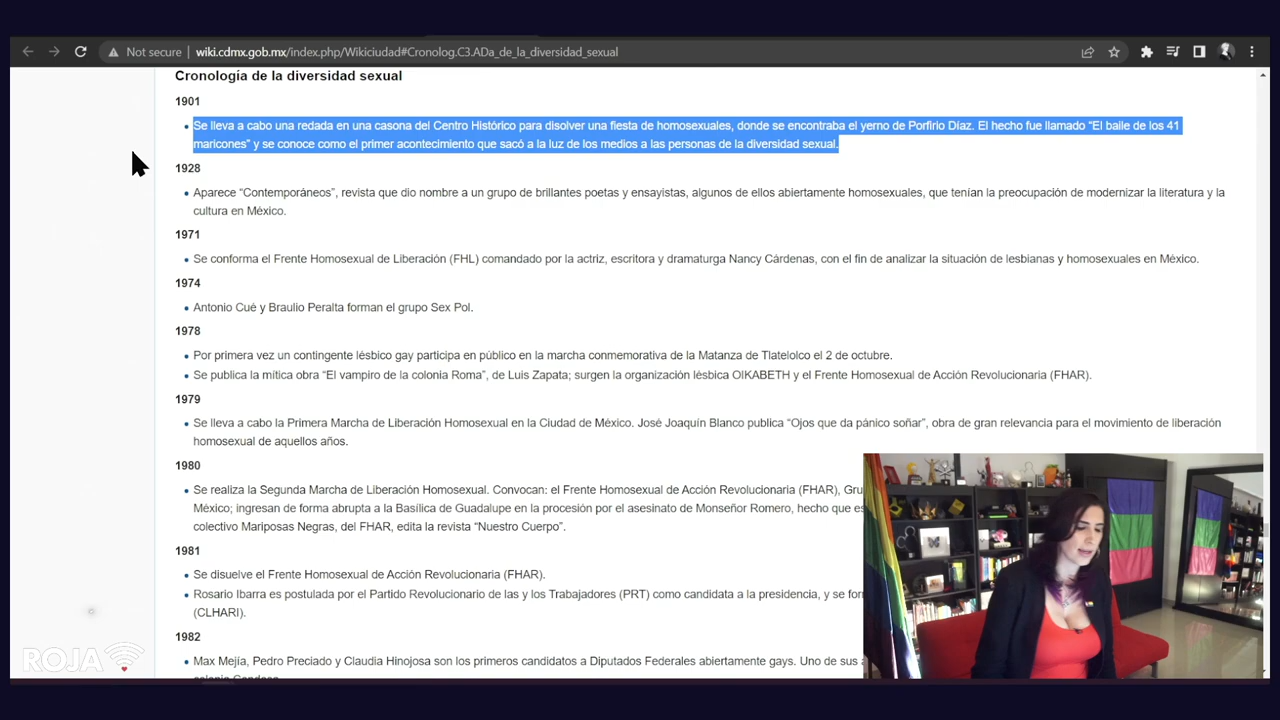 Not secure | wiki.cdmx.gob.mx/index.php/Wikiciudad#Cronolog.C3.ADa_de_la_diversidad_sexual
Cronología de la diversidad sexual
1901
Se lleva a cabo una redada en una casona del Centro Histórico para disolver una fiesta de homosexuales, donde se encontraba el yerno de Porfirio Díaz. El hecho fue llamado “El baile de los 41
maricones” y se conoce como el primer acontecimiento que sacó a la luz de los medios a las personas de la diversidad sexual.
1928
Aparece “Contemporáneos”, revista que dio nombre a un grupo de brillantes poetas y ensayistas, algunos de ellos abiertamente homosexuales, que tenían la preocupación de modernizar la literatura y la
cultura en México.
1971
Se conforma el Frente Homosexual de Liberación (FHL) comandado por la actriz, escritora y dramaturga Nancy Cárdenas, con el fin de analizar la situación de lesbianas y homosexuales en México.
1974
Antonio Cué y Braulio Peralta forman el grupo Sex Pol.
1978
Por primera vez un contingente lésbico gay participa en público en la marcha conmemorativa de la Matanza de Tlatelolco el 2 de octubre.
Se publica la mítica obra “El vampiro de la colonia Roma”, de Luis Zapata; surgen la organización lésbica OIKABETH y el Frente Homosexual de Acción Revolucionaria (FHAR).
1979
Se lleva a cabo la Primera Marcha de Liberación Homosexual en la Ciudad de México. José Joaquín Blanco publica “Ojos que da pánico soñar”, obra de gran relevancia para el movimiento de liberación
homosexual de aquellos años.
1980
Se realiza la Segunda Marcha de Liberación Homosexual. Convocan: el Frente Homosexual de Acción Revolucionaria (FHAR),
México; ingresan de forma abrupta a la Basílica de Guadalupe en la procesión por el asesinato de Monseñor Romero, hecho que
colectivo Mariposas Negras, del FHAR, edita la revista “Nuestro Cuerpo”.
1981
Se disuelve el Frente Homosexual de Acción Revolucionaria (FHAR).
Rosario Ibarra es postulada por el Partido Revolucionario de las y los Trabajadores (PRT) como candidata a la presidencia, y se
(CLHARI).
1982
Max Mejía, Pedro Preciado y Claudia Hinojosa son los primeros candidatos a Diputados Federales abiertamente gays. Uno de sus
ROJA